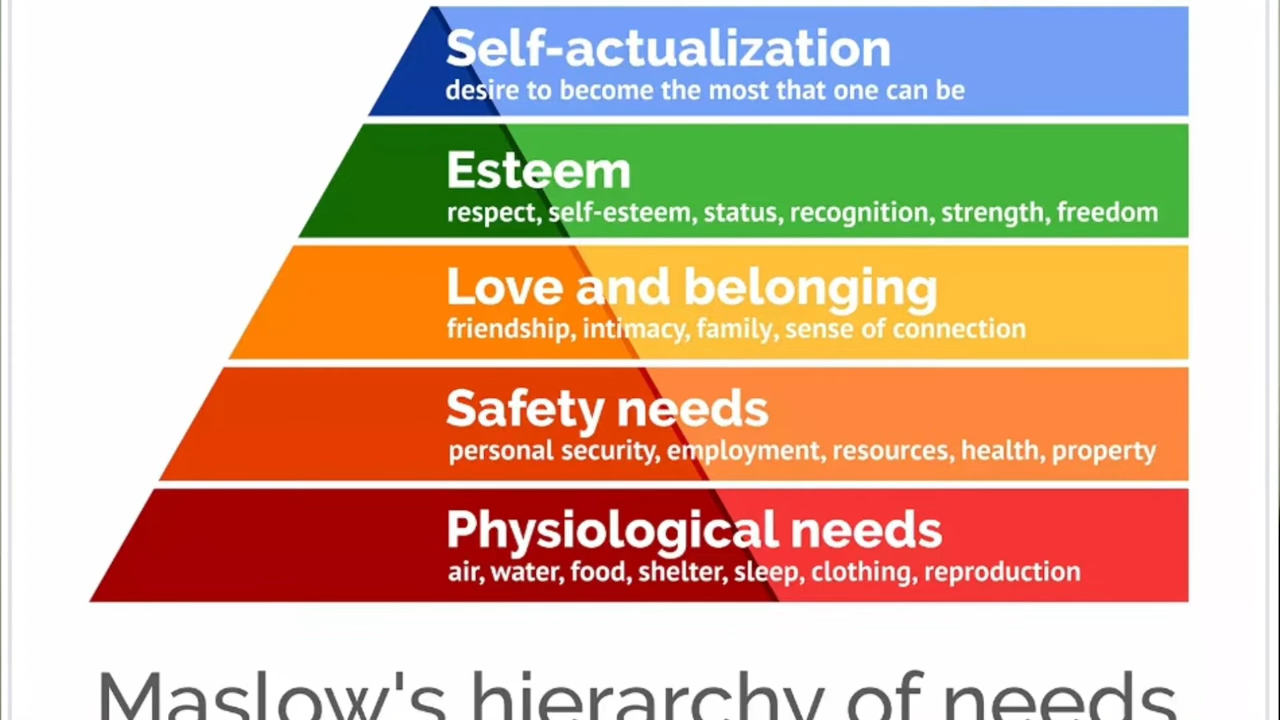 Self-actualization
desire to become the most that one can be
Esteem
respect, self-esteem, status, recognition, strength, freedom
Love and belonging
friendship, intimacy, family, sense of connection
Safety needs
personal security, employment, resources, health, property
Physiological needs
air, water, food, shelter, sleep, clothing, reproduction
Maslow's hierarchy of needs